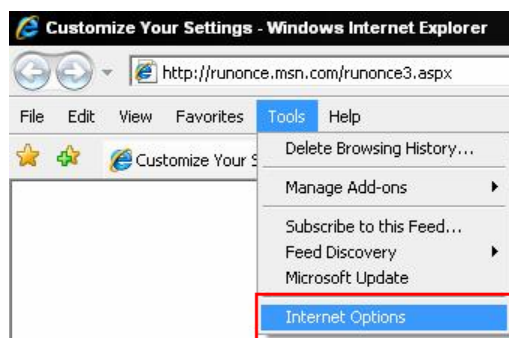 Customize Your Settings - Windows Internet Explorer
http://runonce.msn.com/runonce3.aspx
File Edit View Favorites Tools Help
Customize Your S
Delete Browsing History...
Manage Add-ons
Subscribe to this Feed...
Feed Discovery
Microsoft Update
Internet Options